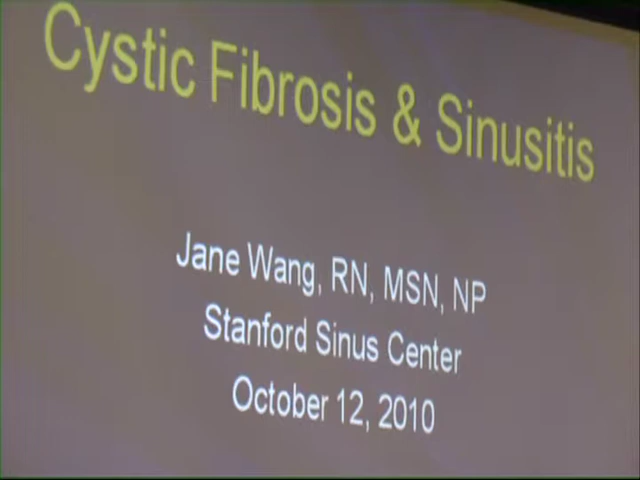 Cystic Fibrosis & Sinusitis
Jane Wang, RN, MSN, NP
Stanford Sinus Center
October 12, 2010